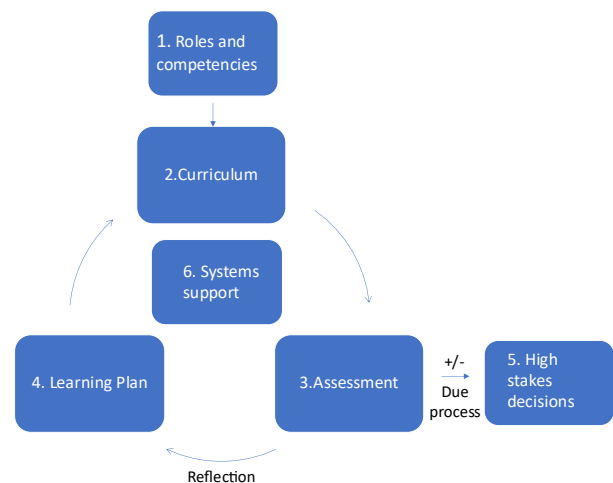 1. Roles and
competencies
2.Curriculum
6. Systems
support
4. Learning Plan
3.Assessment
+/-
Due
process
5. High
stakes
decisions
Reflection